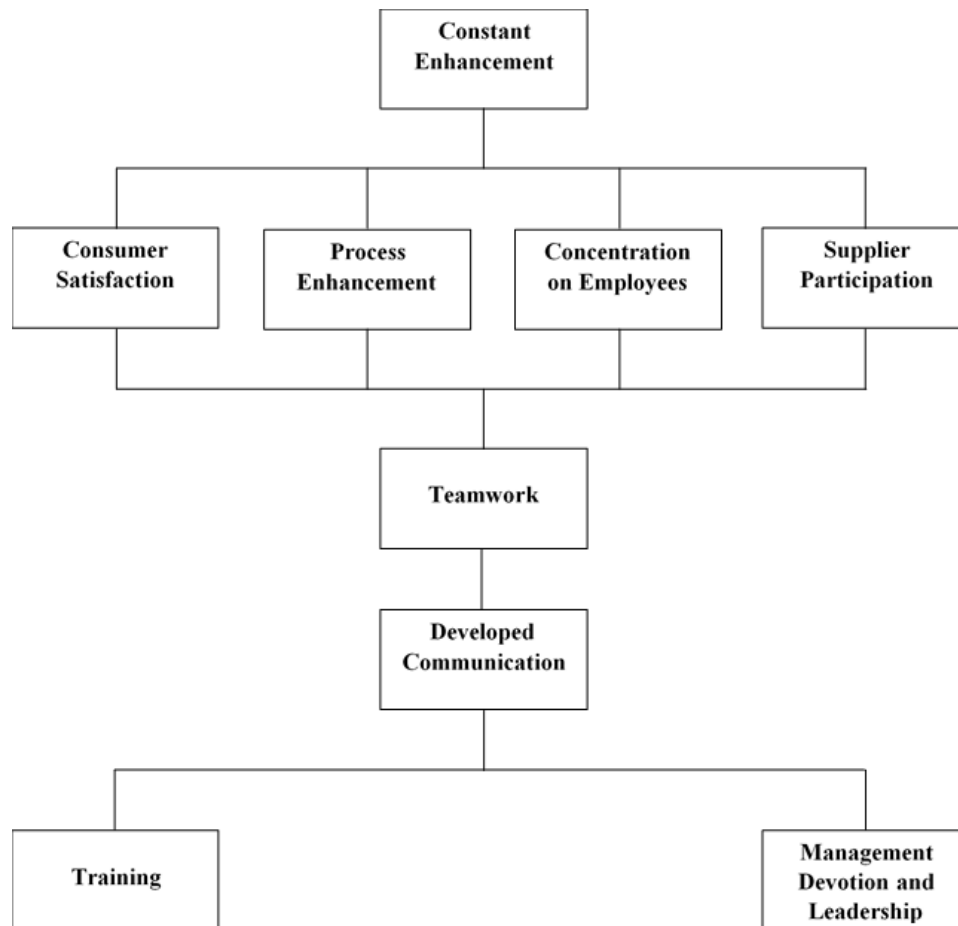 Constant
Enhancement
Consumer
Satisfaction
Process
Enhancement
Concentration
on Employees
Supplier
Participation
Teamwork
Developed
Communication
Training
Management
Devotion and
Leadership